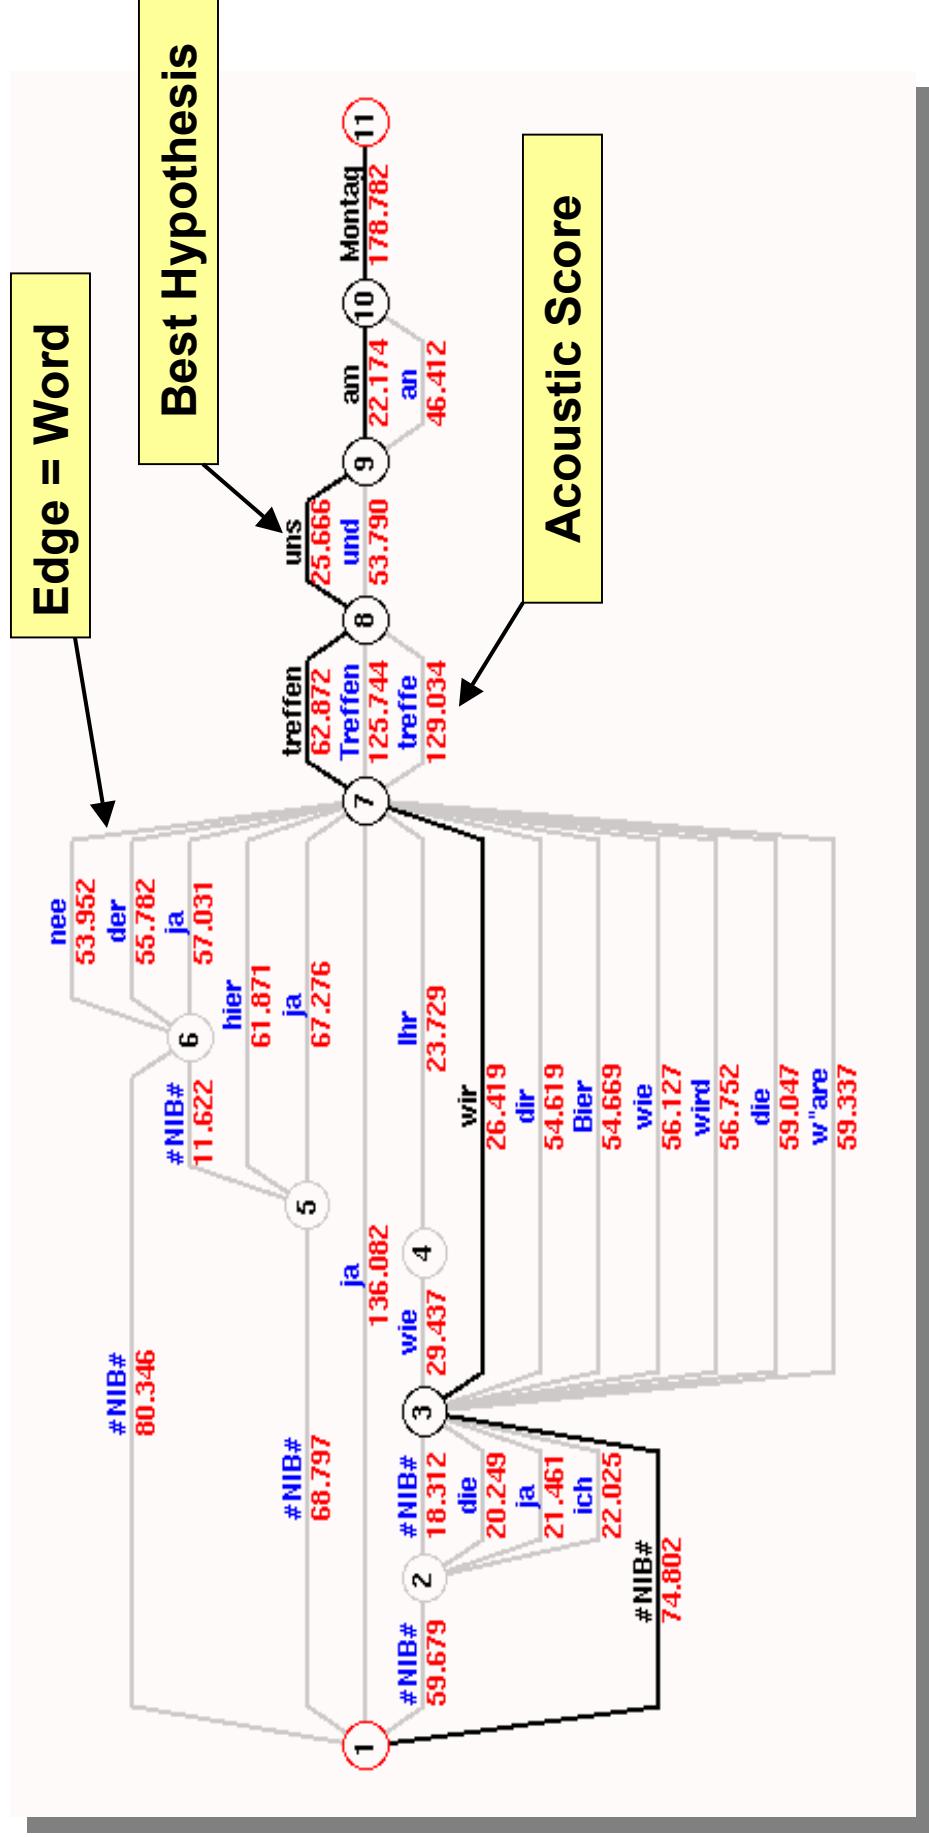 Edge = Word
Best Hypothesis
Acoustic Score
1
#NIB#
80.346
#NIB#
68.797
ja
136.082
#NIB#
59.679
#NIB#
74.802
2
#NIB#
18.312
die
20.249
ja
21.461
ich
22.025
3
wie
29.437
4
Ihr
23.729
5
#NIB#
11.622
hier
61.871
ja
67.276
6
nee
53.952
der
55.782
ja
57.031
wir
26.419
dir
54.619
Bier
54.669
wie
56.127
wird
56.752
die
59.047
w"are
59.337
7
treffen
62.872
Treffen
125.744
treffe
129.034
8
uns
25.666
und
53.790
9
am
22.174
an
46.412
10
Montag
178.782
11